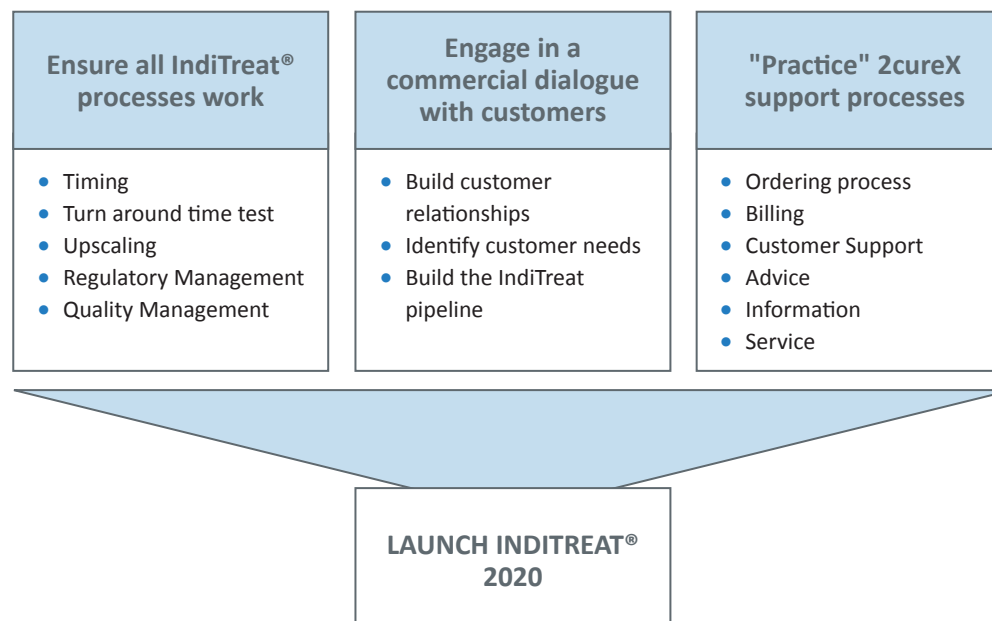 Ensure all IndiTreat®
processes work
• Timing
• Turn around time test
• Upscaling
• Regulatory Management
• Quality Management
Engage in a
commercial dialogue
with customers
• Build customer
relationships
• Identify customer needs
• Build the IndiTreat
pipeline
"Practice" 2cureX
support processes
• Ordering process
• Billing
• Customer Support
• Advice
• Information
• Service
LAUNCH INDITREAT®
2020